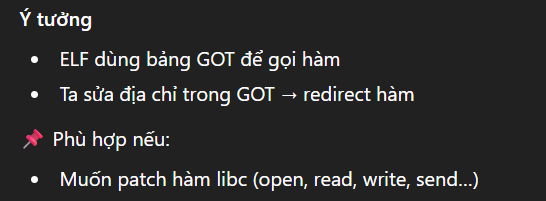 Ý tưởng
• ELF dùng bảng GOT để gọi hàm
• Ta sửa địa chỉ trong GOT → redirect hàm
📌 Phù hợp nếu:
• Muốn patch hàm libc (open, read, write, send…)